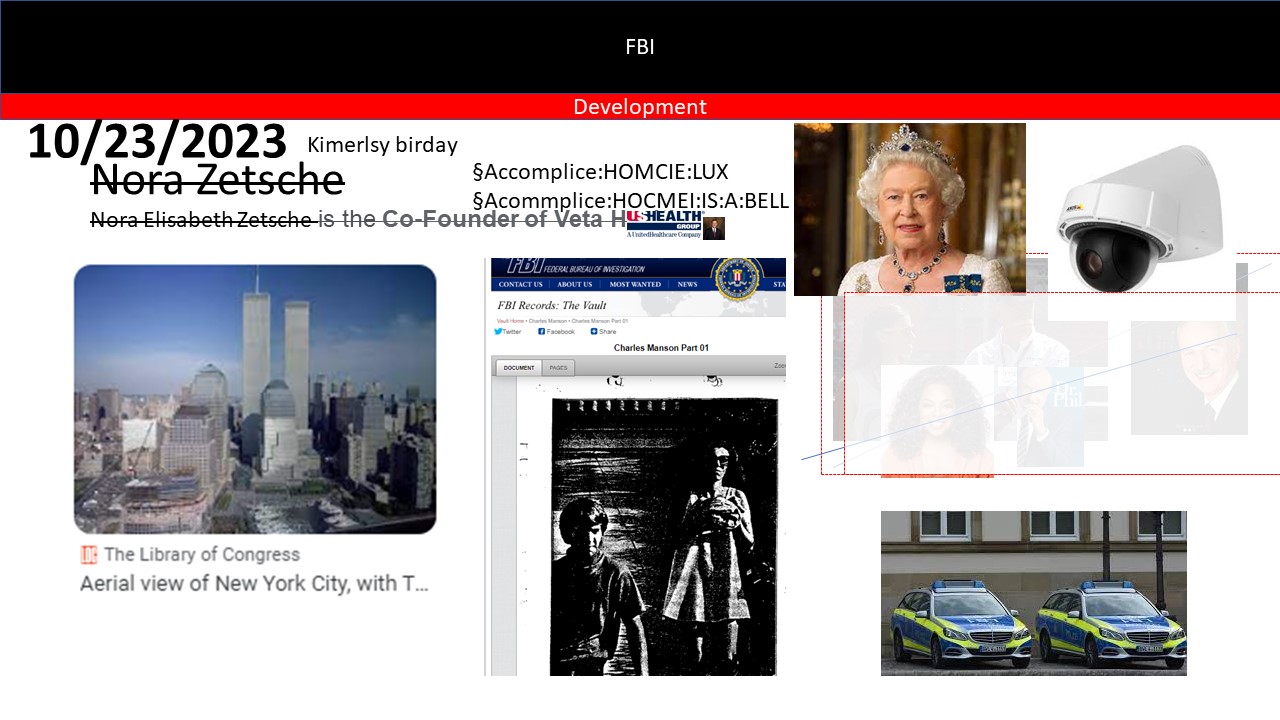 FBI
Development
10/23/2023 Kimerlsy birday
Nora Zetsche
§Accomplice:HOMCIE:LUX
§Acommplice:HOCMEI:IS:A:BELL
Nora Elisabeth Zetsche is the Co-Founder of Veta H
USHEALTH
GROUP
A UnitedHealthcare Company
AXIS
FBI FEDERAL BUREAU OF INVESTIGATION
CONTACT US ABOUT US MOST WANTED NEWS STA
FBI Records: The Vault
Vault Home • Charles Manson • Charles Manson Part 01
Twitter Facebook Share
Charles Manson Part 01
DOCUMENT PAGES Zoo
The Library of Congress
Aerial view of New York City, with T...